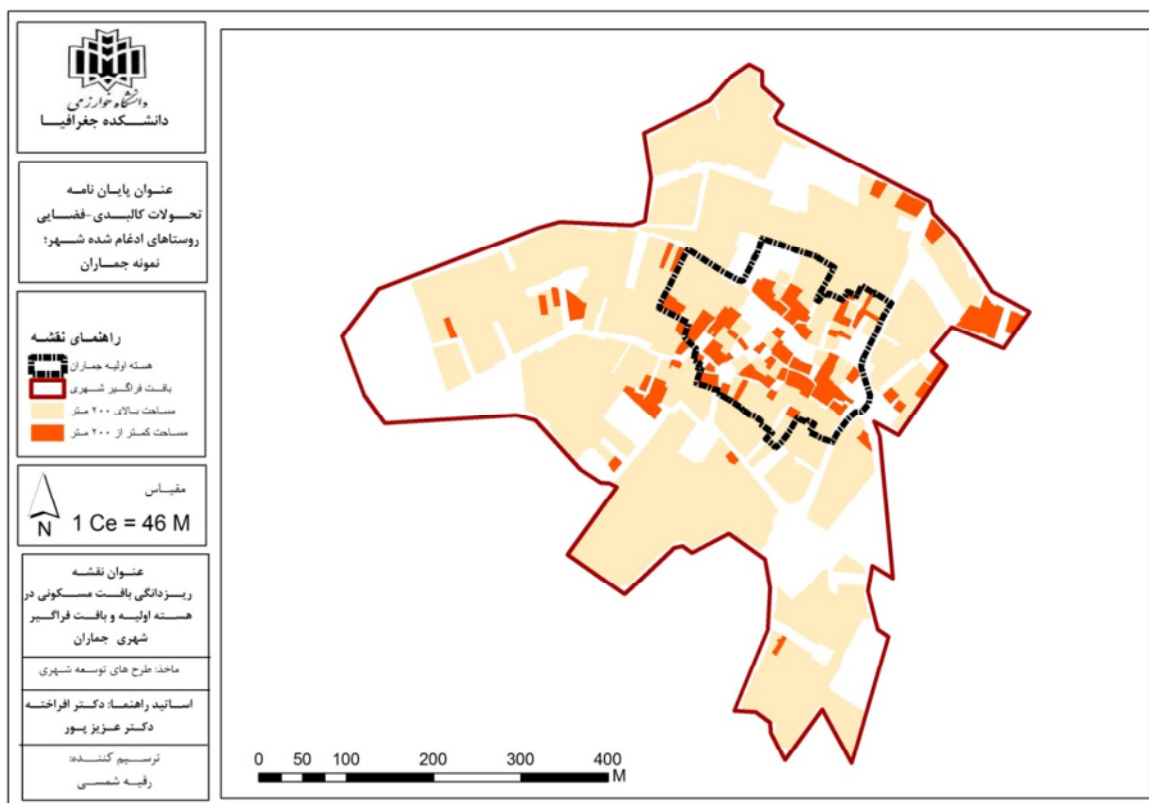 دانشگاه خوارزمی
دانشکده جغرافیا
عنوان پایان نامه
تحولات کالبدی-فضایی
روستاهای ادغام شده شهر؛
نمونه جماران
راهنمای نقشه
هسته اولیه جماران
بافت فراگیر شهری
مساحت بالای ۲۰۰ متر
مساحت کمتر از ۲۰۰ متر
مقیاس
1 Ce = 46 M
N
عنوان نقشه
ریزدانگی بافت مسکونی در
هسته اولیه و بافت فراگیر
شهری جماران
ماخذ: طرح های توسعه شهری
اساتید راهنما: دکتر افراخته
دکتر عزیز پور
ترسیم کننده:
رقیه شمسی
0 50 100 200 300 400
M